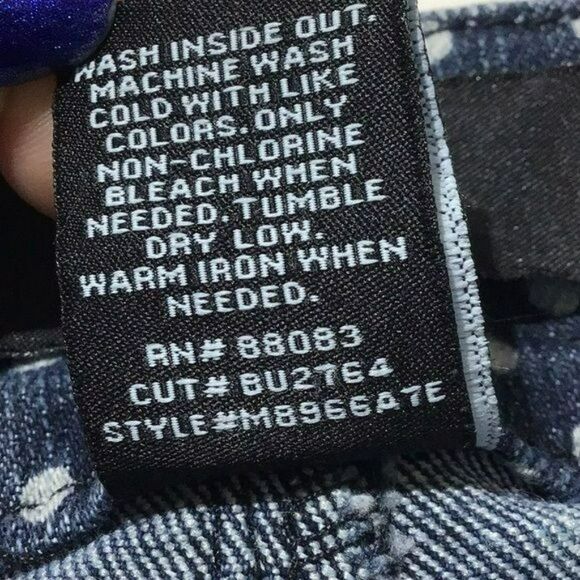 WASH INSIDE OUT.
MACHINE WASH
COLD WITH LIKE
COLORS. ONLY
NON-CHLORINE
BLEACH WHEN
NEEDED. TUMBLE
DRY LOW.
WARM IRON WHEN
NEEDED.
RN# 88083
CUT# 8U2764
STYLE#M8966A7E